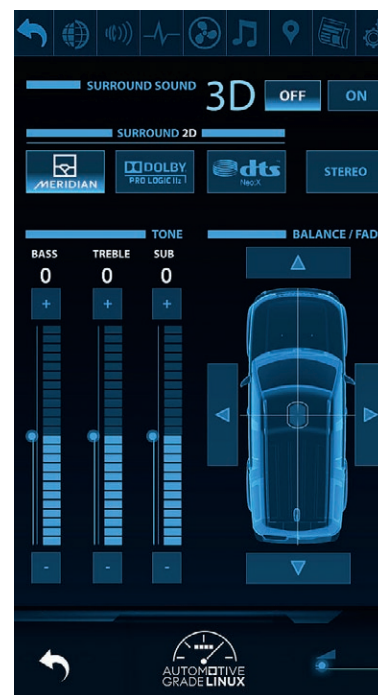 SURROUND SOUND 3D OFF ON
SURROUND 2D
MERIDIAN DOLBY PRO LOGIC IIz dts Neo:X STEREO
TONE BALANCE / FAD
BASS TREBLE SUB
0 0 0
+ + +
- - -
AUTOMOTIVE
GRADE LINUX